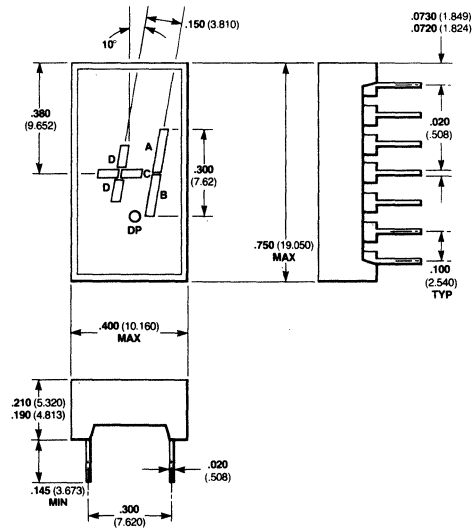 .150 (3.810)
10°
.0730 (1.849)
.0720 (1.824)
.380
(9.652)
A
D
C
D
B
DP
.300
(7.62)
.020
(.508)
.750 (19.050)
MAX
.100
(2.540)
TYP
.400 (10.160)
MAX
.210 (5.320)
.190 (4.813)
.145 (3.673)
MIN
.020
(.508)
.300
(7.620)